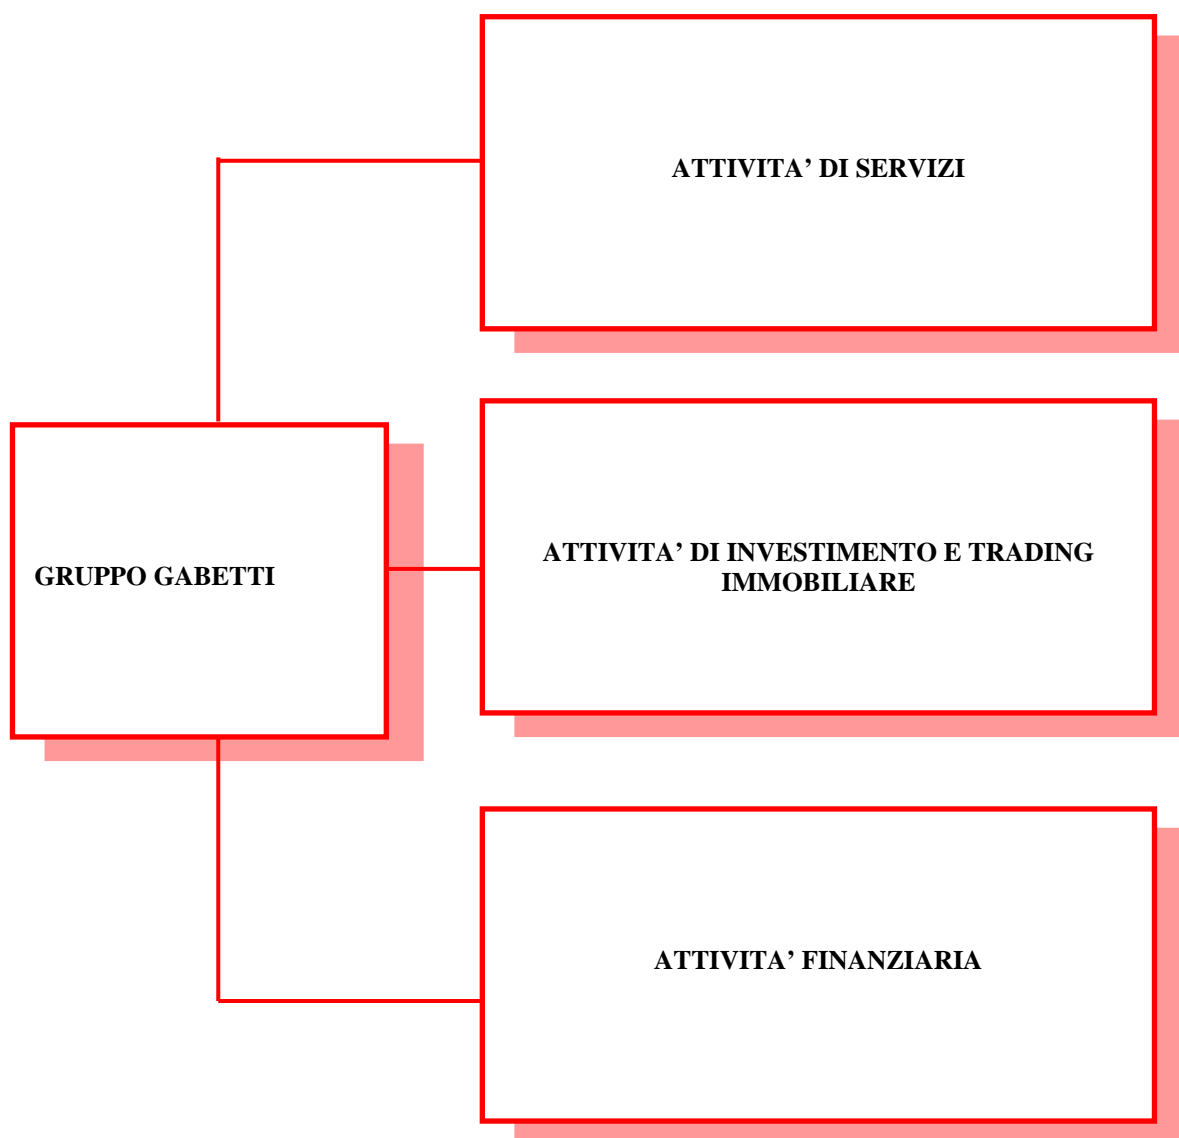 ATTIVITA’ DI SERVIZI
GRUPPO GABETTI
ATTIVITA’ DI INVESTIMENTO E TRADING
IMMOBILIARE
ATTIVITA’ FINANZIARIA